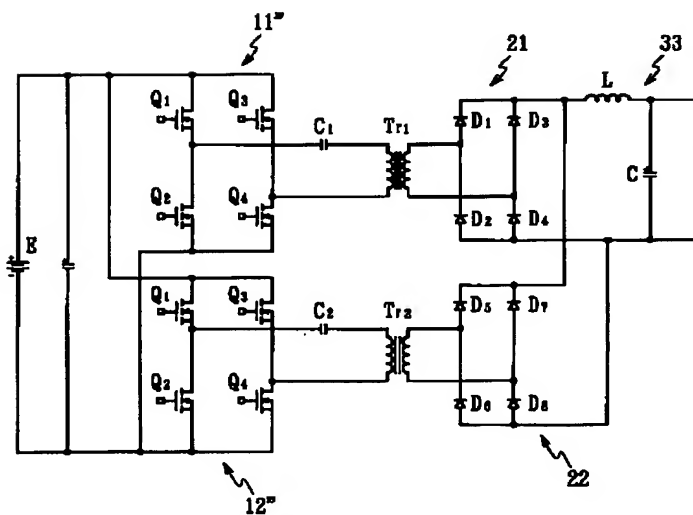 11"
21
33
L
Q1
Q3
C1
Tr1
D1
D3
C
Q2
Q4
D2
D4
E
Q1
Q3
C2
Tr2
D5
D7
Q2
Q4
D6
D8
12"
22